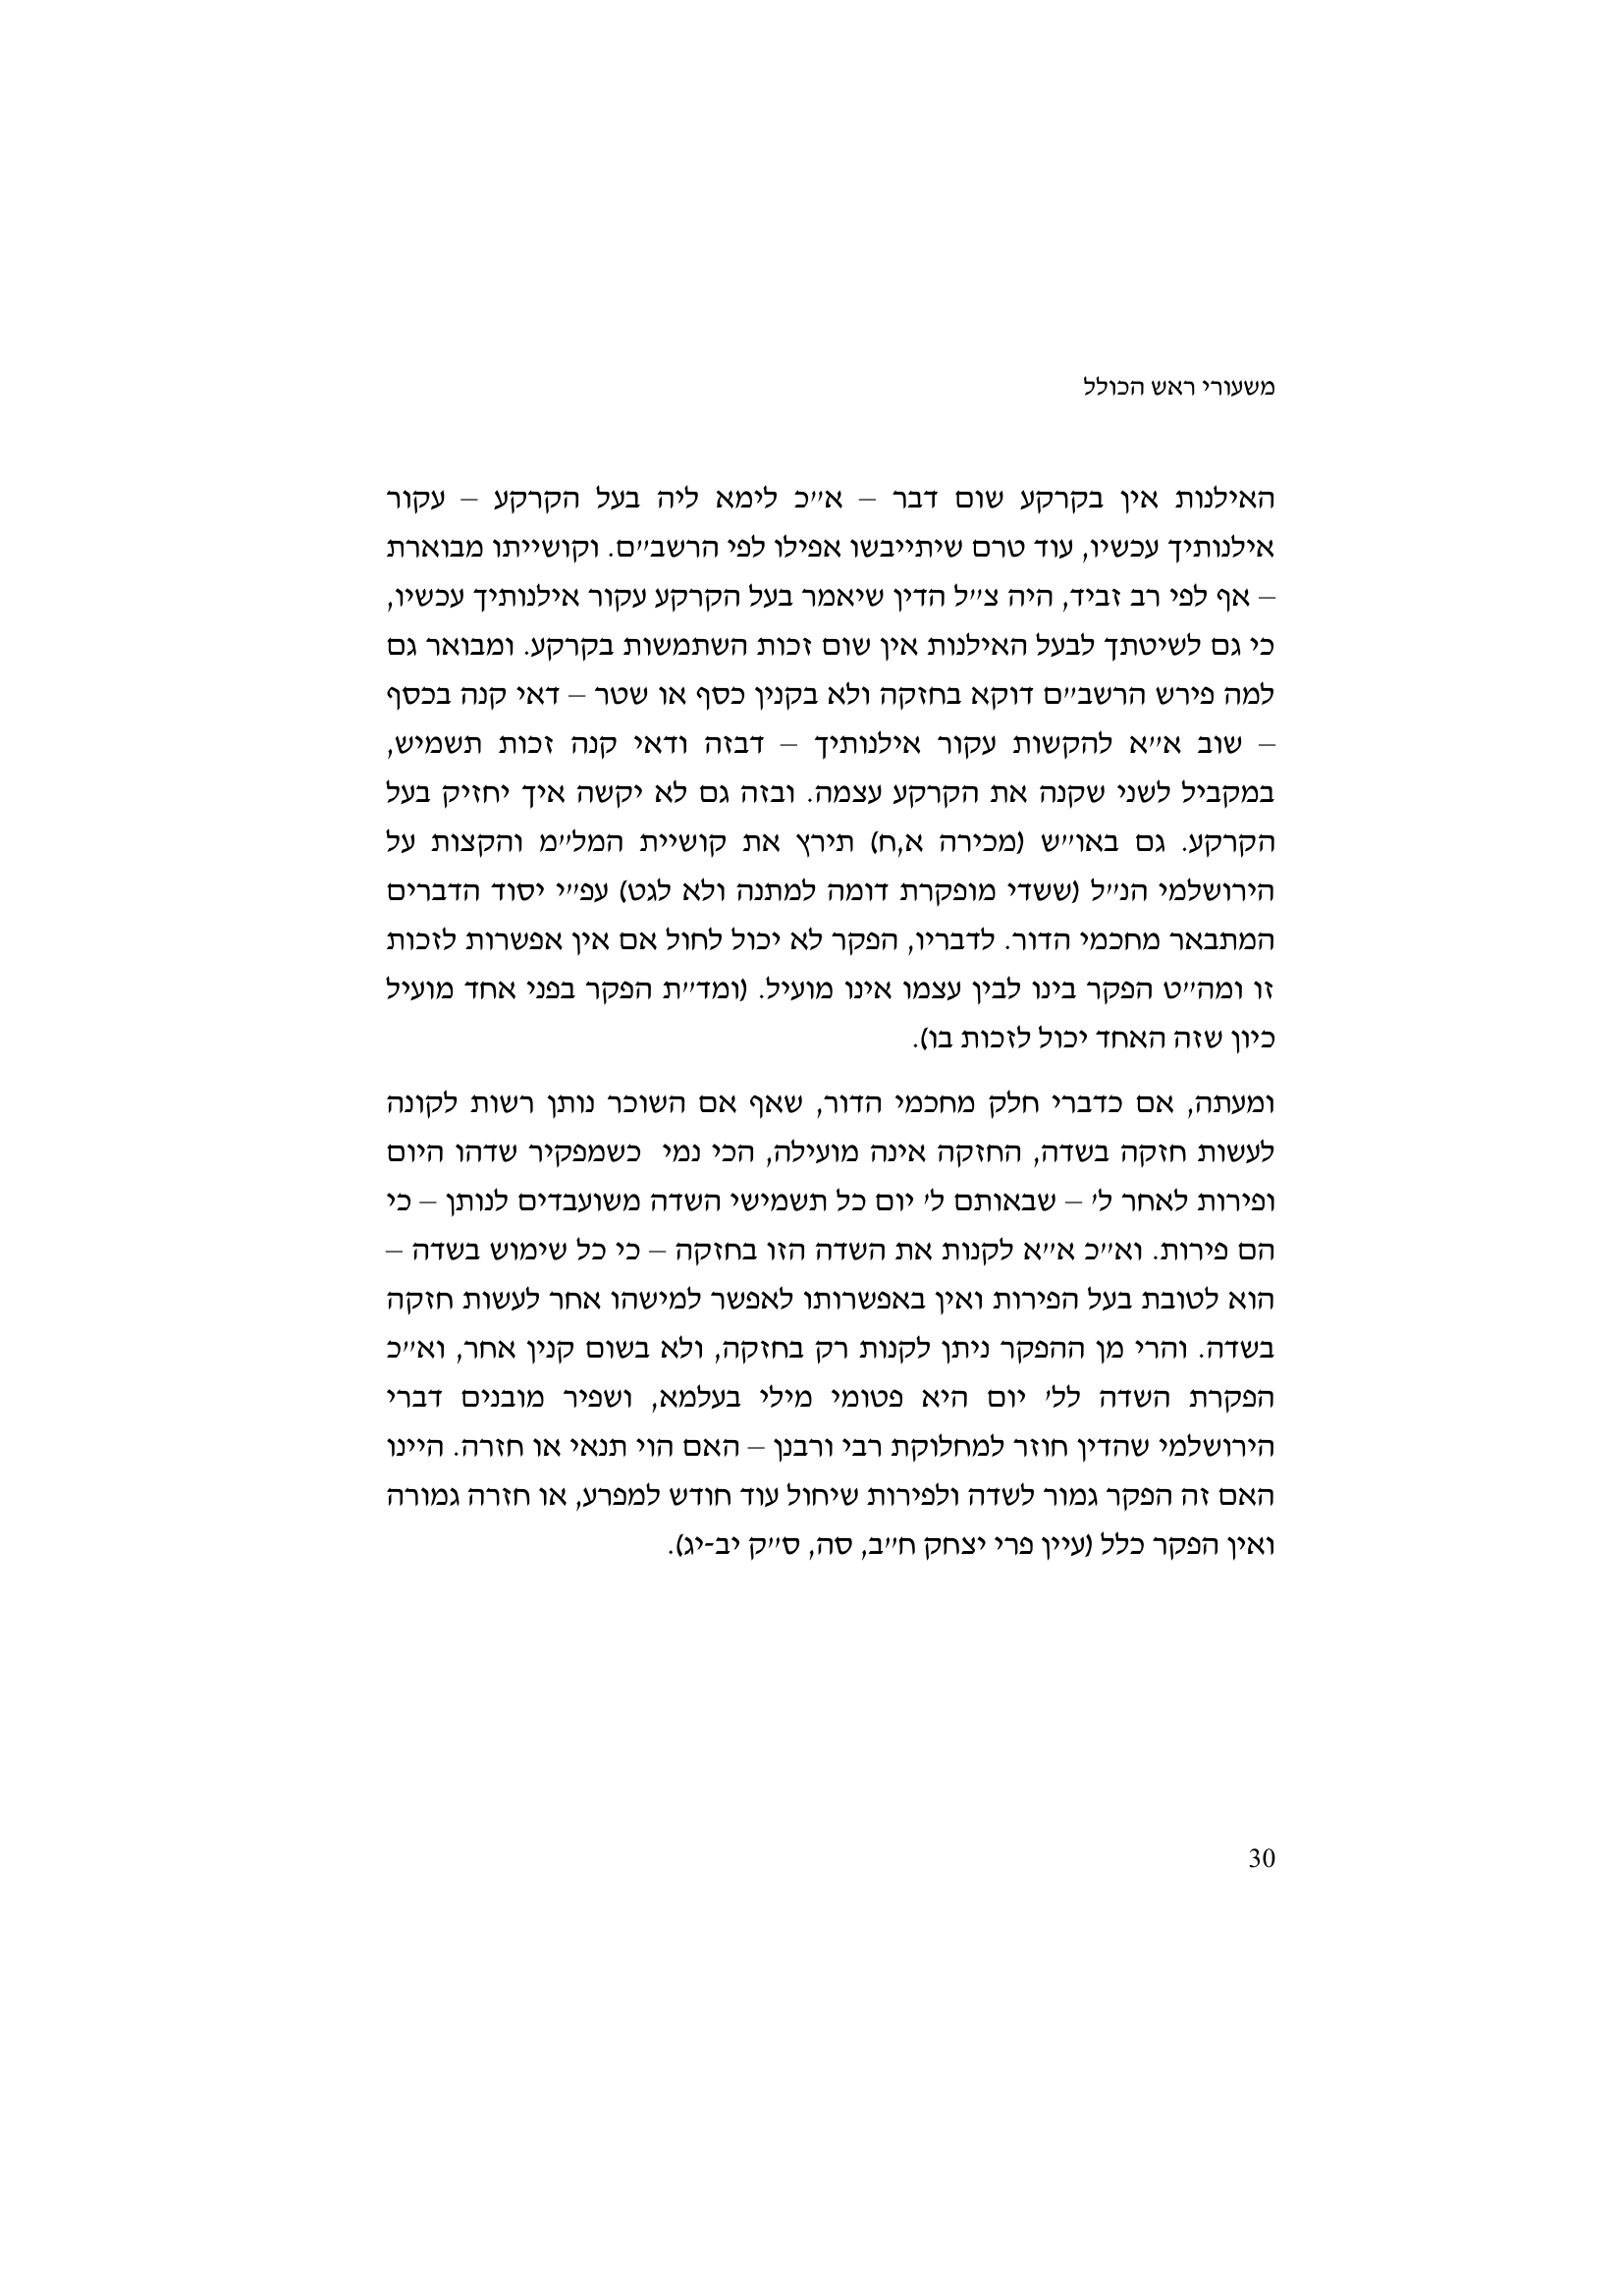 משעורי ראש הכולל
האילנות אין בקרקע שום דבר – א״כ לימא ליה בעל הקרקע – עקור
אילנותיך עכשיו, עוד טרם שיתייבשו אפילו לפי הרשב״ם. וקושייתו מבוארת
– אף לפי רב זביד, היה צ״ל הדין שיאמר בעל הקרקע עקור אילנותיך עכשיו,
כי גם לשיטתך לבעל האילנות אין שום זכות השתמשות בקרקע. ומבואר גם
למה פירש הרשב״ם דוקא בחזקה ולא בקנין כסף או שטר – דאי קנה בכסף
– שוב א״א להקשות עקור אילנותיך – דבזה ודאי קנה זכות תשמיש,
במקביל לשני שקנה את הקרקע עצמה. ובזה גם לא יקשה איך יחזיק בעל
הקרקע. גם באו״ש (מכירה א,ח) תירץ את קושיית המל״מ והקצות על
הירושלמי הנ״ל (ששדי מופקרת דומה למתנה ולא לגט) עפ״י יסוד הדברים
המתבאר מחכמי הדור. לדבריו, הפקר לא יכול לחול אם אין אפשרות לזכות
זו ומה״ט הפקר בינו לבין עצמו אינו מועיל. (ומד״ת הפקר בפני אחד מועיל
כיון שזה האחד יכול לזכות בו).
ומעתה, אם כדברי חלק מחכמי הדור, שאף אם השוכר נותן רשות לקונה
לעשות חזקה בשדה, החזקה אינה מועילה, הכי נמי כשמפקיר שדהו היום
ופירות לאחר ל׳ – שבאותם ל׳ יום כל תשמישי השדה משועבדים לנותן – כי
הם פירות. וא״כ א״א לקנות את השדה הזו בחזקה – כי כל שימוש בשדה –
הוא לטובת בעל הפירות ואין באפשרותו לאפשר למישהו אחר לעשות חזקה
בשדה. והרי מן ההפקר ניתן לקנות רק בחזקה, ולא בשום קנין אחר, וא״כ
הפקרת השדה לל׳ יום היא פטומי מילי בעלמא, ושפיר מובנים דברי
הירושלמי שהדין חוזר למחלוקת רבי ורבנן – האם הוי תנאי או חזרה. היינו
האם זה הפקר גמור לשדה ולפירות שיחול עוד חודש למפרע, או חזרה גמורה
ואין הפקר כלל (עיין פרי יצחק ח״ב, סה, ס״ק יב-יג).
30